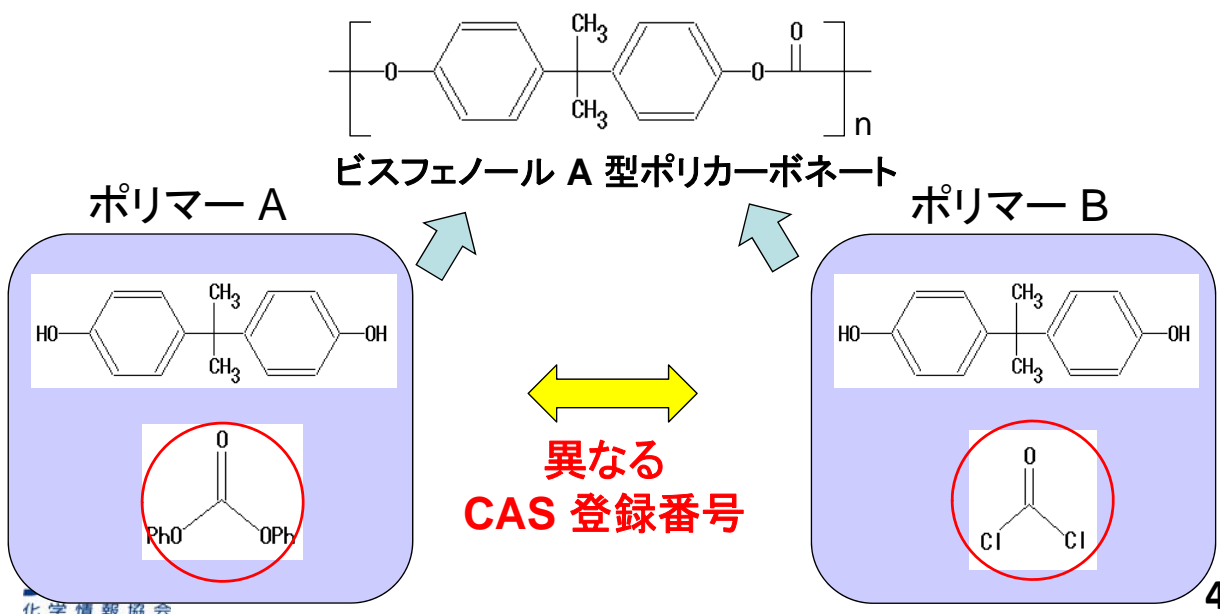 CH3
O
O
O
CH3
n
ビスフェノール A 型ポリカーボネート
ポリマー A
ポリマー B
CH3
HO
OH
CH3
O
PhO
OPh
異なる
CAS 登録番号
CH3
HO
OH
CH3
O
Cl
Cl
化学情報協会
4